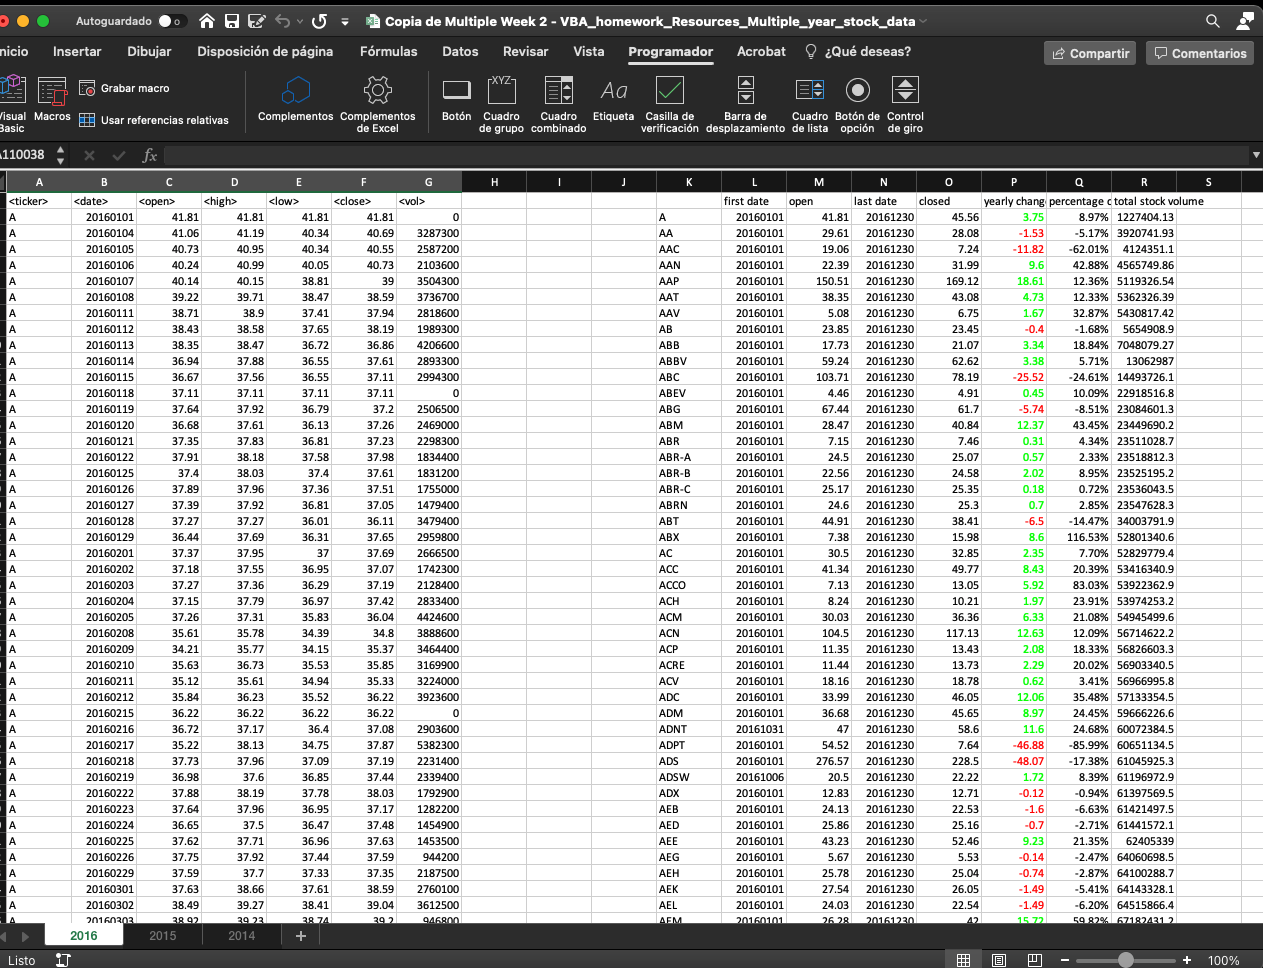 Autoguardado
Copia de Multiple Week 2 - VBA_homework_Resources_Multiple_year_stock_data
nicio Insertar Dibujar Disposición de página Fórmulas Datos Revisar Vista Programador Acrobat ¿Qué deseas? Compartir Comentarios
Visual Basic Macros Grabar macro Usar referencias relativas Complementos Complementos de Excel Botón Cuadro de grupo Cuadro combinado Etiqueta Casilla de verificación Barra de desplazamiento Cuadro de lista Botón de opción Control de giro
A110038 fx
A B C D E F G H I J K L M N O P Q R S
<ticker> <date> <open> <high> <low> <close> <vol> first date open last date closed yearly chang percentage c total stock volume
A 20160101 41.81 41.81 41.81 41.81 0 A 20160101 41.81 20161230 45.56 3.75 8.97% 1227404.13
A 20160104 41.06 41.19 40.34 40.69 3287300 AA 20160101 29.61 20161230 28.08 -1.53 -5.17% 3920741.93
A 20160105 40.73 40.95 40.34 40.55 2587200 AAC 20160101 19.06 20161230 7.24 -11.82 -62.01% 4124351.1
A 20160106 40.24 40.99 40.05 40.73 2103600 AAN 20160101 22.39 20161230 31.99 9.6 42.88% 4565749.86
A 20160107 40.14 40.15 38.81 39 3504300 AAP 20160101 150.51 20161230 169.12 18.61 12.36% 5119326.54
A 20160108 39.22 39.71 38.47 38.59 3736700 AAT 20160101 38.35 20161230 43.08 4.73 12.33% 5362326.39
A 20160111 38.71 38.9 37.41 37.94 2818600 AAV 20160101 5.08 20161230 6.75 1.67 32.87% 5430817.42
A 20160112 38.43 38.58 37.65 38.19 1989300 AB 20160101 23.85 20161230 23.45 -0.4 -1.68% 5654908.9
A 20160113 38.35 38.47 36.72 36.86 4206600 ABB 20160101 17.73 20161230 21.07 3.34 18.84% 7048079.27
A 20160114 36.94 37.88 36.55 37.61 2893300 ABBV 20160101 59.24 20161230 62.62 3.38 5.71% 13062987
A 20160115 36.67 37.56 36.55 37.11 2994300 ABC 20160101 103.71 20161230 78.19 -25.52 -24.61% 14493726.1
A 20160118 37.11 37.11 37.11 37.11 0 ABEV 20160101 4.46 20161230 4.91 0.45 10.09% 22918516.8
A 20160119 37.64 37.92 36.79 37.2 2506500 ABG 20160101 67.44 20161230 61.7 -5.74 -8.51% 23084601.3
A 20160120 36.68 37.61 36.13 37.26 2469000 ABM 20160101 28.47 20161230 40.84 12.37 43.45% 23449690.2
A 20160121 37.35 37.83 36.81 37.23 2298300 ABR 20160101 7.15 20161230 7.46 0.31 4.34% 23511028.7
A 20160122 37.91 38.18 37.58 37.98 1834400 ABR-A 20160101 24.5 20161230 25.07 0.57 2.33% 23518812.3
A 20160125 37.4 38.03 37.4 37.61 1831200 ABR-B 20160101 22.56 20161230 24.58 2.02 8.95% 23525195.2
A 20160126 37.89 37.96 37.36 37.51 1755000 ABR-C 20160101 25.17 20161230 25.35 0.18 0.72% 23536043.5
A 20160127 37.39 37.92 36.81 37.05 1479400 ABRN 20160101 24.6 20161230 25.3 0.7 2.85% 23547628.3
A 20160128 37.27 37.27 36.01 36.11 3479400 ABT 20160101 44.91 20161230 38.41 -6.5 -14.47% 34003791.9
A 20160129 36.44 37.69 36.31 37.65 2959800 ABX 20160101 7.38 20161230 15.98 8.6 116.53% 52801340.6
A 20160201 37.37 37.95 37 37.69 2666500 AC 20160101 30.5 20161230 32.85 2.35 7.70% 52829779.4
A 20160202 37.18 37.55 36.95 37.07 1742300 ACC 20160101 41.34 20161230 49.77 8.43 20.39% 53416340.9
A 20160203 37.27 37.36 36.29 37.19 2128400 ACCO 20160101 7.13 20161230 13.05 5.92 83.03% 53922362.9
A 20160204 37.15 37.79 36.97 37.42 2833400 ACH 20160101 8.24 20161230 10.21 1.97 23.91% 53974253.2
A 20160205 37.26 37.31 35.83 36.04 4424600 ACM 20160101 30.03 20161230 36.36 6.33 21.08% 54945499.6
A 20160208 35.61 35.78 34.39 34.8 3888600 ACN 20160101 104.5 20161230 117.13 12.63 12.09% 56714622.2
A 20160209 34.21 35.77 34.15 35.37 3464400 ACP 20160101 11.35 20161230 13.43 2.08 18.33% 56826603.3
A 20160210 35.63 36.73 35.53 35.85 3169900 ACRE 20160101 11.44 20161230 13.73 2.29 20.02% 56903340.5
A 20160211 35.12 35.61 34.94 35.33 3224000 ACV 20160101 18.16 20161230 18.78 0.62 3.41% 56966995.8
A 20160212 35.84 36.23 35.52 36.22 3923600 ADC 20160101 33.99 20161230 46.05 12.06 35.48% 57133354.5
A 20160215 36.22 36.22 36.22 36.22 0 ADM 20160101 36.68 20161230 45.65 8.97 24.45% 59666226.6
A 20160216 36.72 37.17 36.4 37.08 2903600 ADNT 20161031 47 20161230 58.6 11.6 24.68% 60072384.5
A 20160217 35.22 38.13 34.75 37.87 5382300 ADPT 20160101 54.52 20161230 7.64 -46.88 -85.99% 60651134.5
A 20160218 37.73 37.96 37.09 37.19 2231400 ADS 20160101 276.57 20161230 228.5 -48.07 -17.38% 61045925.3
A 20160219 36.98 37.6 36.85 37.44 2339400 ADSW 20161006 20.5 20161230 22.22 1.72 8.39% 61196972.9
A 20160222 37.88 38.19 37.78 38.03 1792900 ADX 20160101 12.83 20161230 12.71 -0.12 -0.94% 61397569.5
A 20160223 37.64 37.96 36.95 37.17 1282200 AEB 20160101 24.13 20161230 22.53 -1.6 -6.63% 61421497.5
A 20160224 36.65 37.5 36.47 37.48 1454900 AED 20160101 25.86 20161230 25.16 -0.7 -2.71% 61441572.1
A 20160225 37.62 37.71 36.96 37.63 1453500 AEE 20160101 43.23 20161230 52.46 9.23 21.35% 62405339
A 20160226 37.75 37.92 37.44 37.59 944200 AEG 20160101 5.67 20161230 5.53 -0.14 -2.47% 64060698.5
A 20160229 37.59 37.7 37.33 37.35 2187500 AEH 20160101 25.78 20161230 25.04 -0.74 -2.87% 64100288.7
A 20160301 37.63 38.66 37.61 38.59 2760100 AEK 20160101 27.54 20161230 26.05 -1.49 -5.41% 64143328.1
A 20160302 38.49 39.27 38.41 39.04 3612500 AEL 20160101 24.03 20161230 22.54 -1.49 -6.20% 64515866.4
A 20160303 38.92 39.23 38.74 39.2 946800 AEM 20160101 26.28 20161230 42 15.72 59.82% 67182431.2
2016 2015 2014 +
Listo 100%